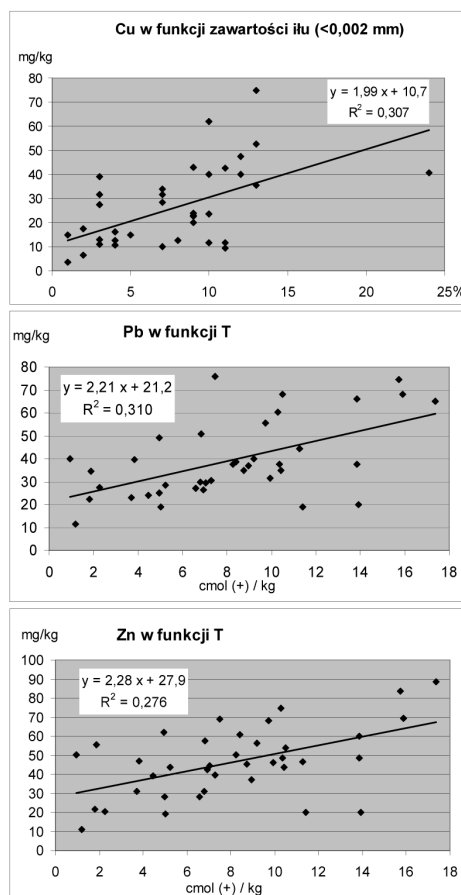 Cu w funkcji zawartości iłu (<0,002 mm)
mg/kg
80
70
60
50
40
30
20
10
0
y = 1,99 x + 10,7
R² = 0,307
0 5 10 15 20 25%
Pb w funkcji T
mg/kg
80
70
60
50
40
30
20
10
0
y = 2,21 x + 21,2
R² = 0,310
0 2 4 6 8 10 12 14 16 18
cmol (+) / kg
Zn w funkcji T
mg/kg
100
90
80
70
60
50
40
30
20
10
0
y = 2,28 x + 27,9
R² = 0,276
0 2 4 6 8 10 12 14 16 18
cmol (+) / kg